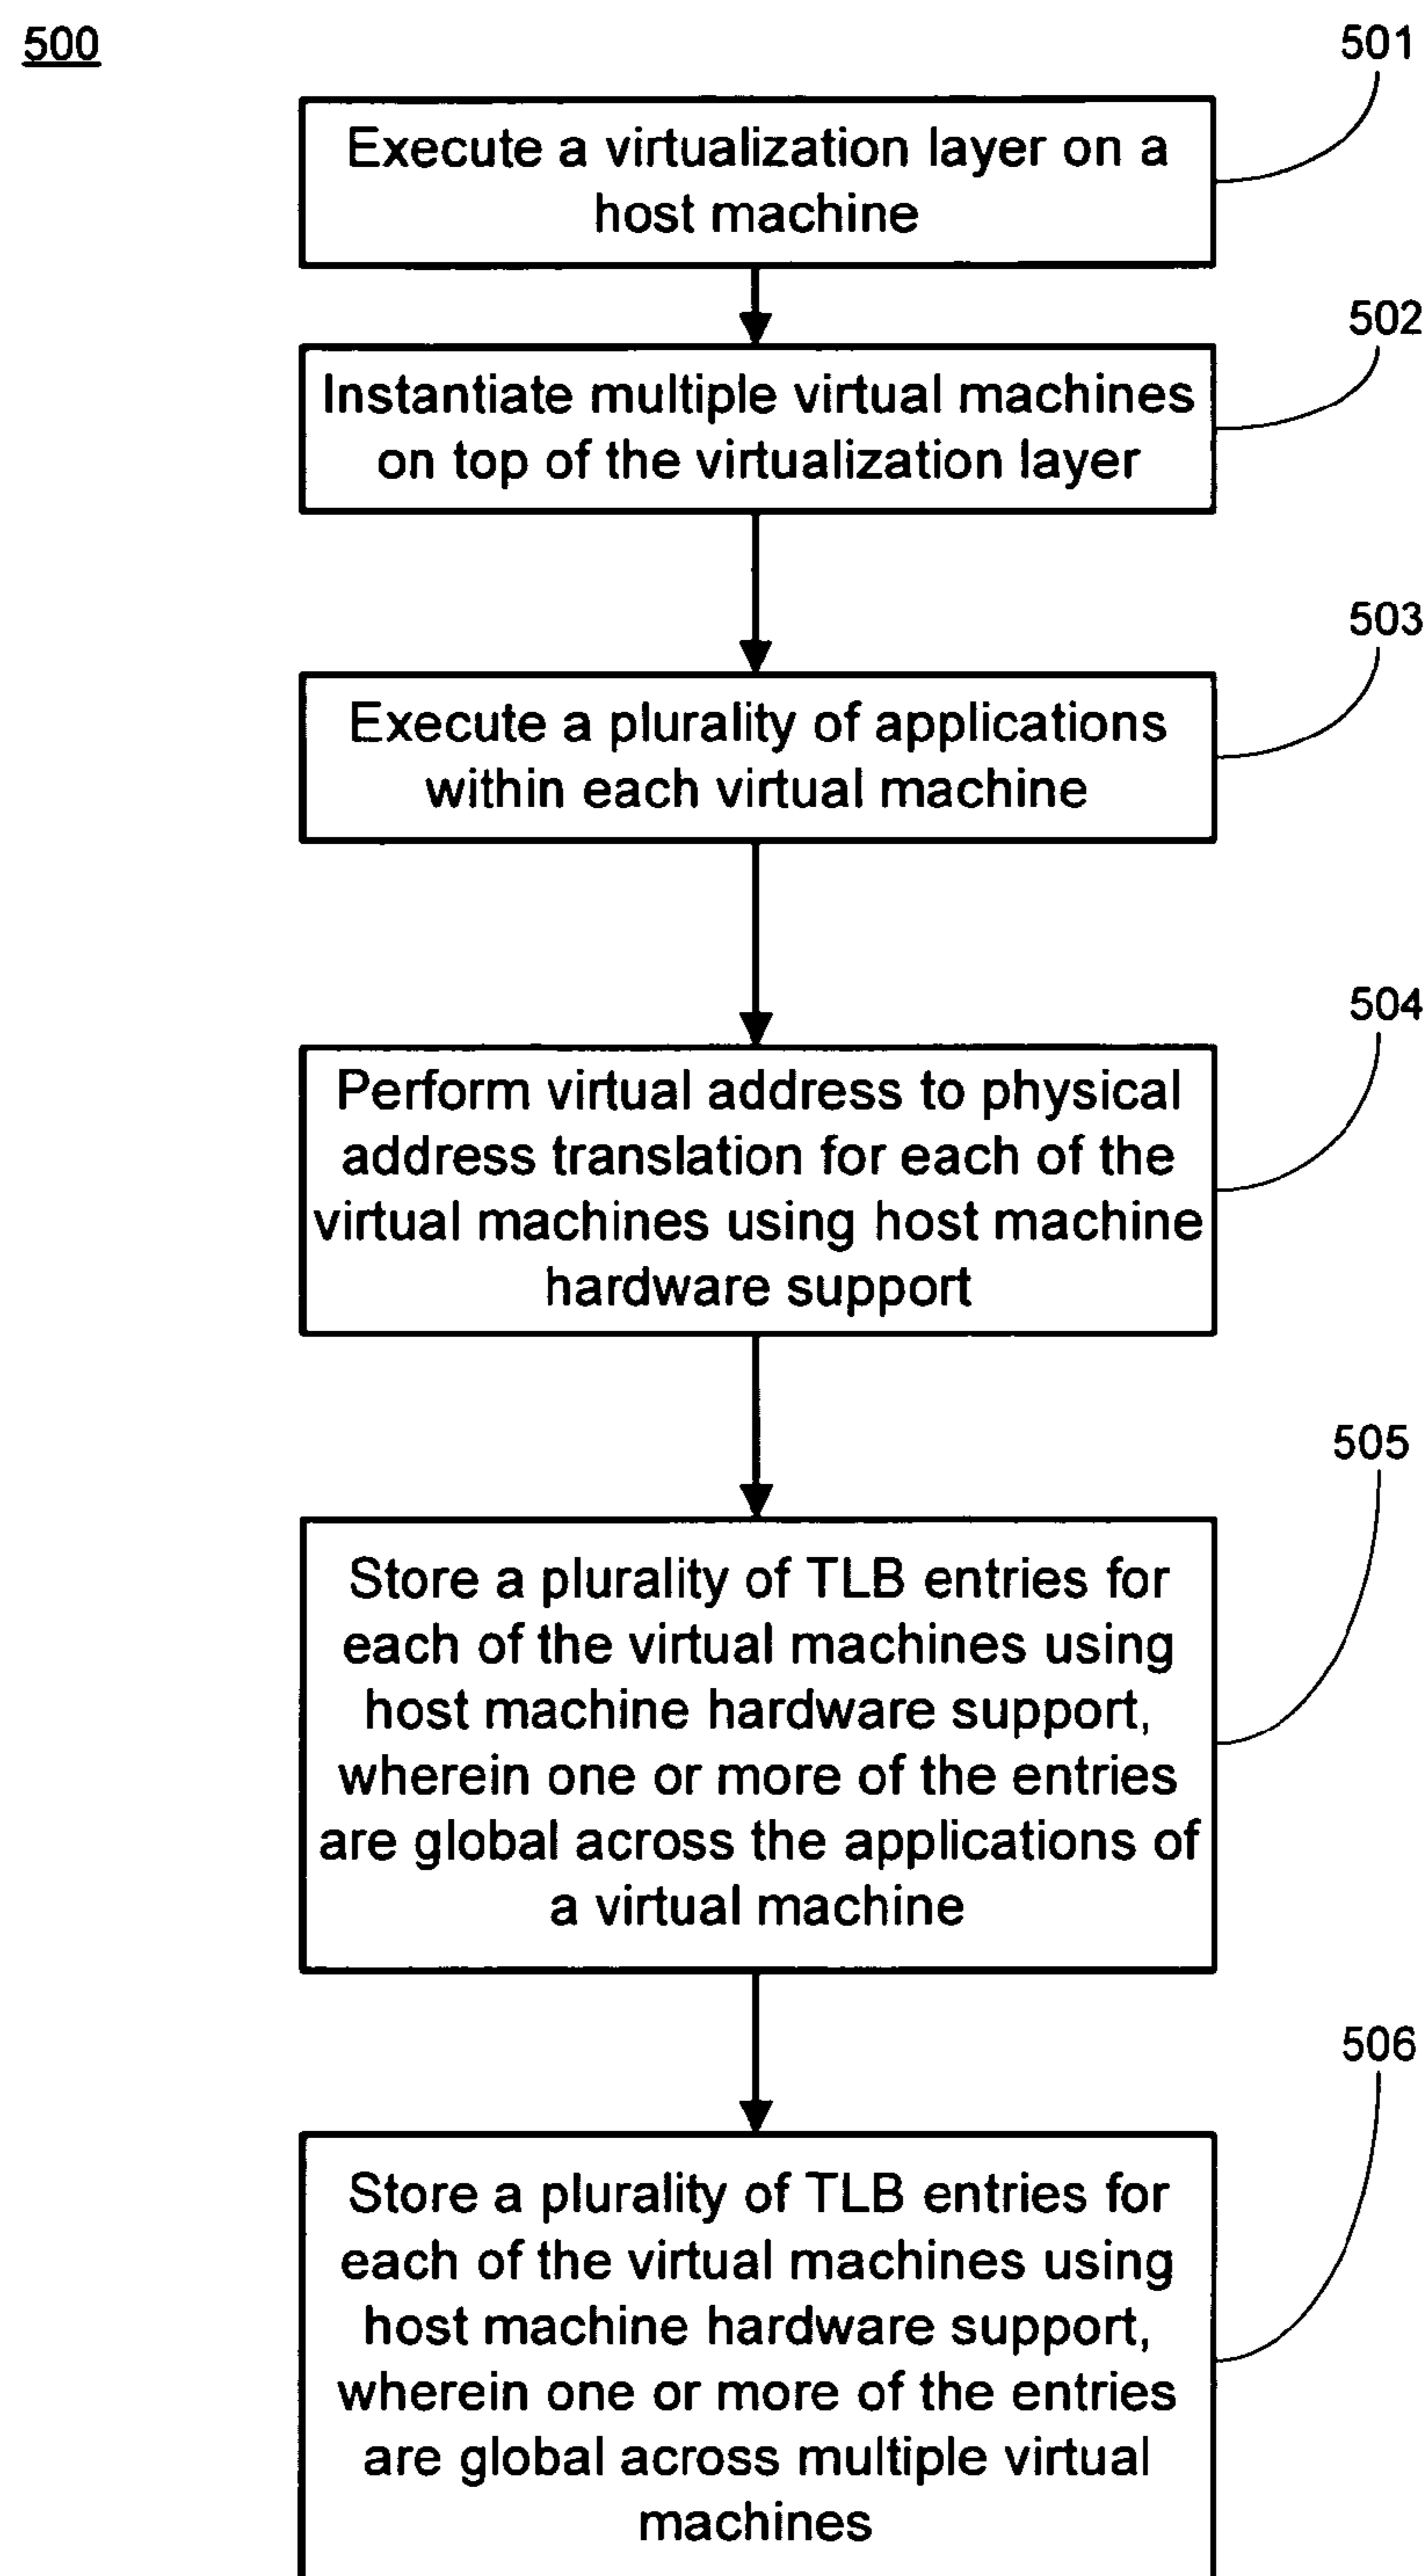 500
501
Execute a virtualization layer on a
host machine
502
Instantiate multiple virtual machines
on top of the virtualization layer
503
Execute a plurality of applications
within each virtual machine
504
Perform virtual address to physical
address translation for each of the
virtual machines using host machine
hardware support
505
Store a plurality of TLB entries for
each of the virtual machines using
host machine hardware support,
wherein one or more of the entries
are global across the applications of
a virtual machine
506
Store a plurality of TLB entries for
each of the virtual machines using
host machine hardware support,
wherein one or more of the entries
are global across multiple virtual
machines